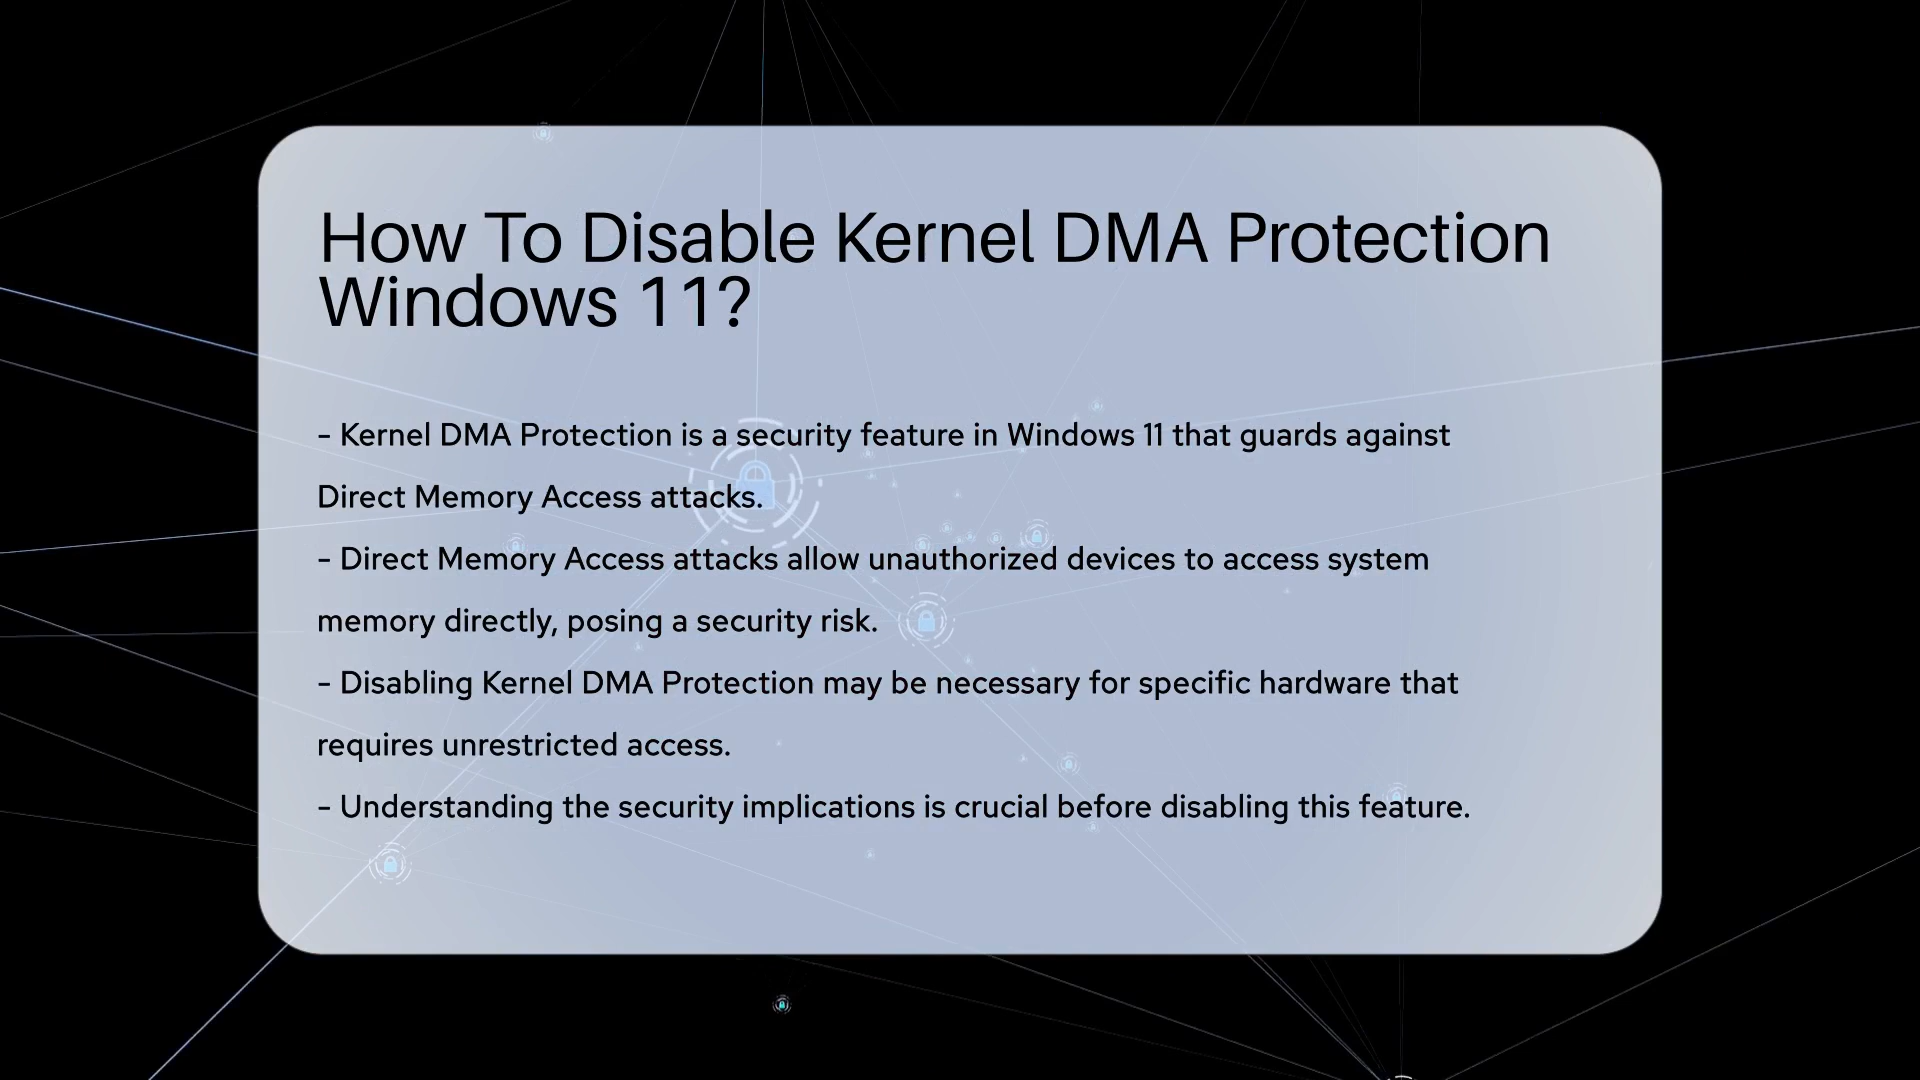 How To Disable Kernel DMA Protection
Windows 11?
- Kernel DMA Protection is a security feature in Windows 11 that guards against
Direct Memory Access attacks.
- Direct Memory Access attacks allow unauthorized devices to access system
memory directly, posing a security risk.
- Disabling Kernel DMA Protection may be necessary for specific hardware that
requires unrestricted access.
- Understanding the security implications is crucial before disabling this feature.